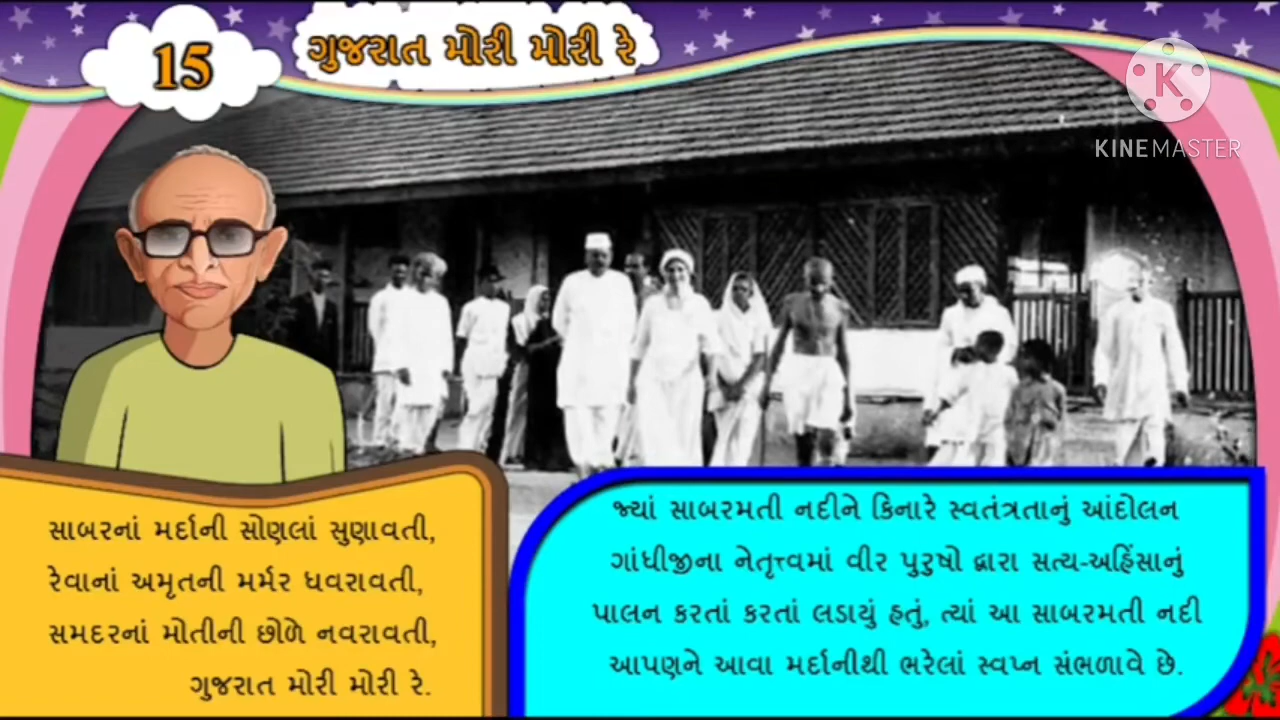 15
ગુજરાત મોરી મોરી રે
K
KINEMASTER
સાબરનાં મર્દાની સોણલાં સુણાવતી,
રેવાનાં અમૃતની મર્મર ધવરાવતી,
સમદરનાં મોતીની છોળે નવરાવતી,
ગુજરાત મોરી મોરી રે.
જ્યાં સાબરમતી નદીને કિનારે સ્વતંત્રતાનું આંદોલન
ગાંધીજીના નેતૃત્ત્વમાં વીર પુરુષો દ્વારા સત્ય-અહિંસાનું
પાલન કરતાં કરતાં લડાયું હતું, ત્યાં આ સાબરમતી નદી
આપણને આવા મર્દાનીથી ભરેલાં સ્વપ્ન સંભળાવે છે.